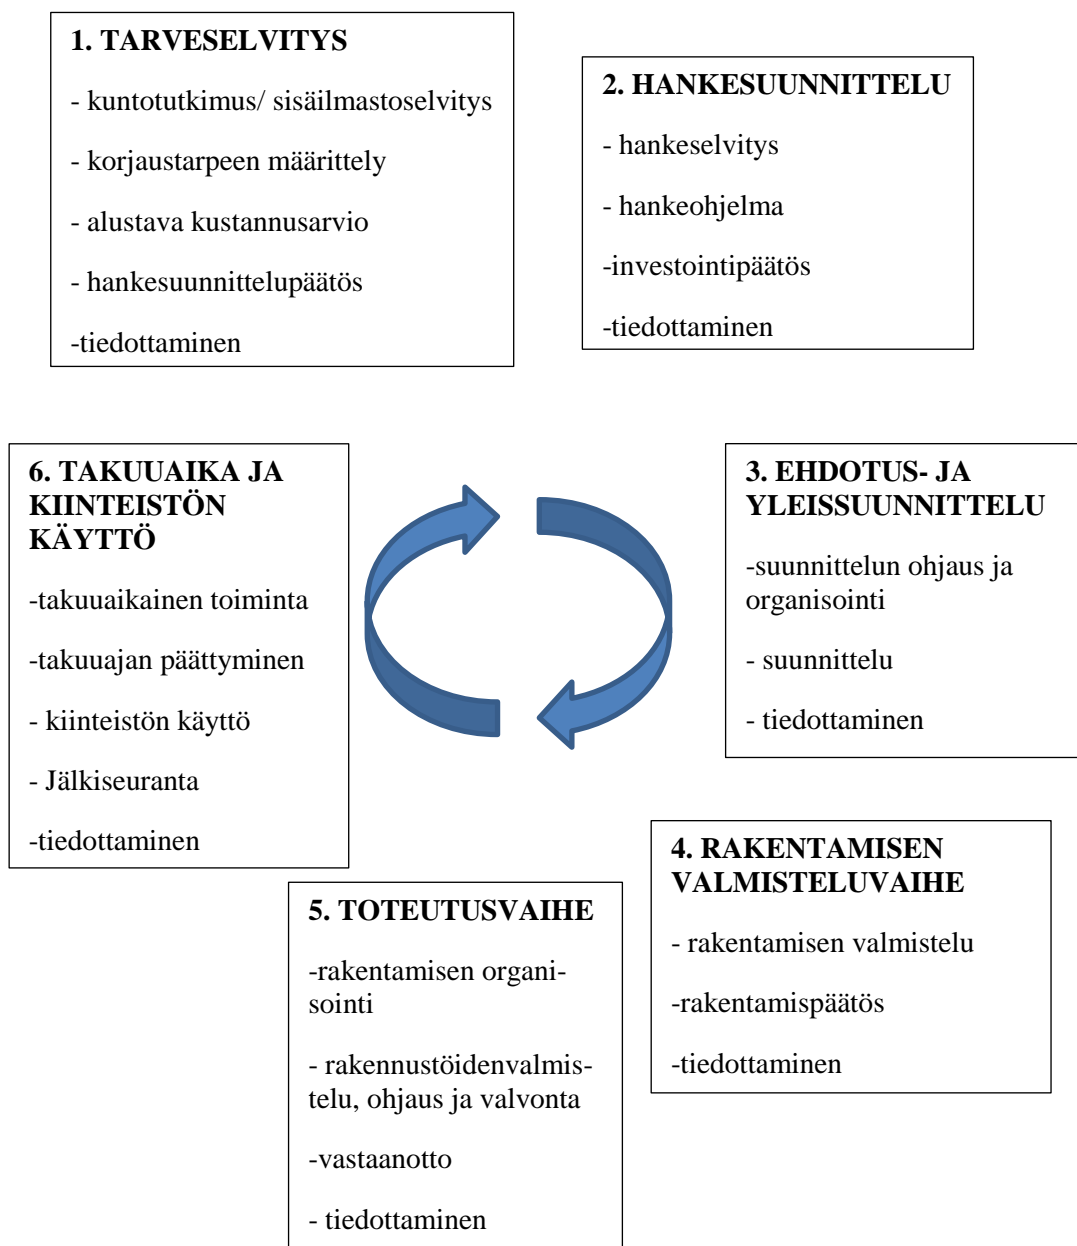 1. TARVESELVITYS
- kuntotutkimus/ sisäilmastoselvitys
- korjaustarpeen määrittely
- alustava kustannusarvio
- hankesuunnittelupäätös
-tiedottaminen
2. HANKESUUNNITTELU
- hankeselvitys
- hankeohjelma
-investointipäätös
-tiedottaminen
3. EHDOTUS- JA
YLEISSUUNNITTELU
-suunnittelun ohjaus ja
organisointi
- suunnittelu
- tiedottaminen
4. RAKENTAMISEN
VALMISTELUVAIHE
- rakentamisen valmistelu
-rakentamispäätös
-tiedottaminen
5. TOTEUTUSVAIHE
-rakentamisen organi-
sointi
- rakennustöidenvalmis-
telu, ohjaus ja valvonta
-vastaanotto
- tiedottaminen
6. TAKUUAIKA JA
KIINTEISTÖN
KÄYTTÖ
-takuuaikainen toiminta
-takuuajan päättyminen
- kiinteistön käyttö
- Jälkiseuranta
-tiedottaminen